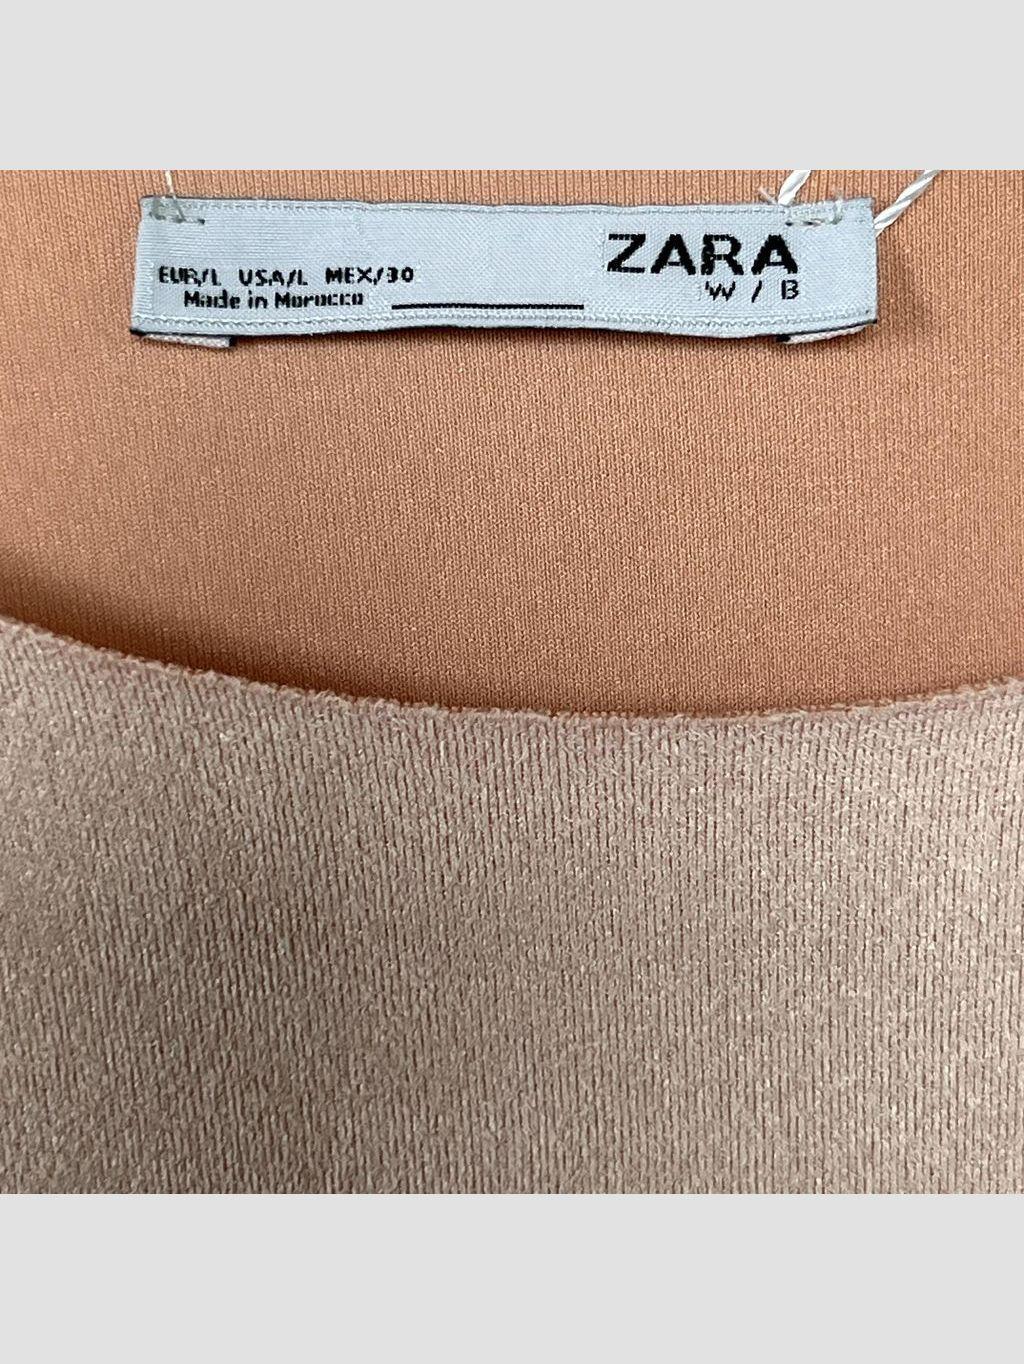 EUR/L USA/L MEX/30
Made in Morocco
ZARA
W / B